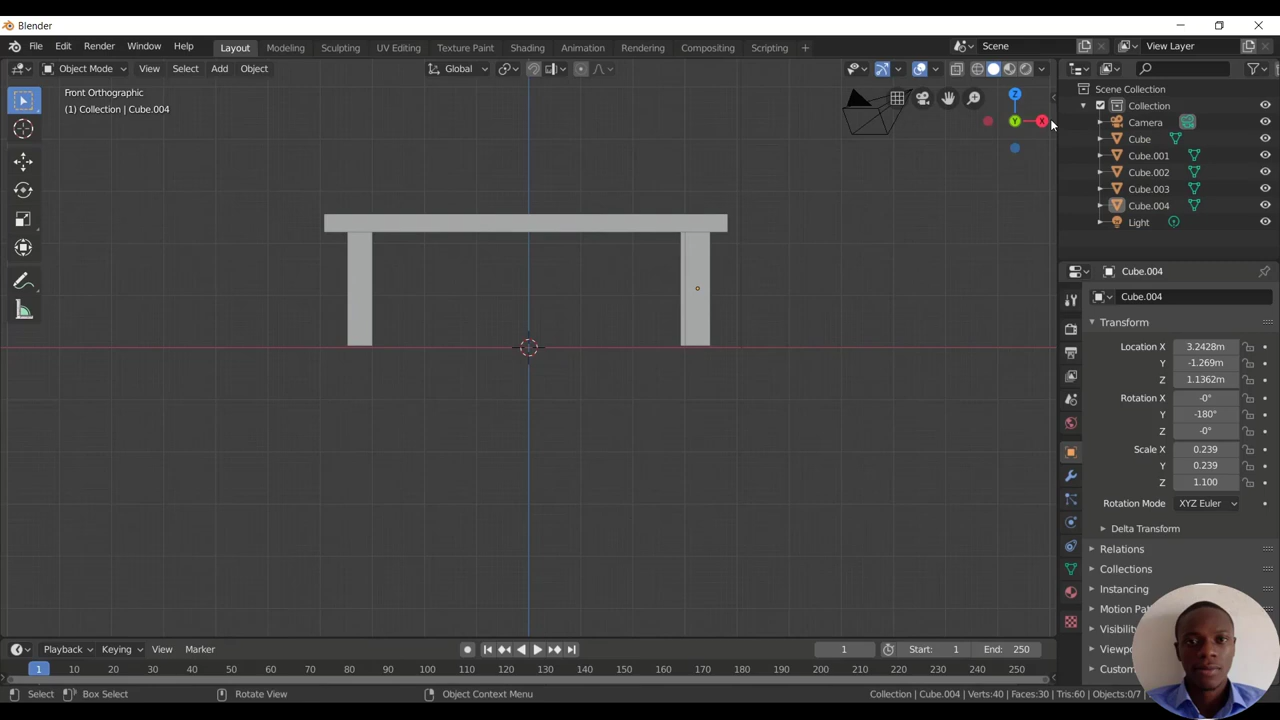 Blender
File Edit Render Window Help Layout Modeling Sculpting UV Editing Texture Paint Shading Animation Rendering Compositing Scripting + Scene View Layer
Object Mode View Select Add Object Global
Front Orthographic
(1) Collection | Cube.004
Z
Y X
Scene Collection
Collection
Camera
Cube
Cube.001
Cube.002
Cube.003
Cube.004
Light
Cube.004
Cube.004
Transform
Location X 3.2428m
Y -1.269m
Z 1.1362m
Rotation X -0°
Y -180°
Z -0°
Scale X 0.239
Y 0.239
Z 1.100
Rotation Mode XYZ Euler
Delta Transform
Relations
Collections
Instancing
Motion
Visibility
Custom
Playback Keying View Marker 1 Start: 1 End: 250
1 10 20 30 40 50 60 70 80 90 100 110 120 130 140 150 160 170 180 190 200 210 220 230 240 250
Select Box Select Rotate View Object Context Menu Collection | Cube.004 | Verts:40 | Faces:30 | Tris:60 | Objects:0/7